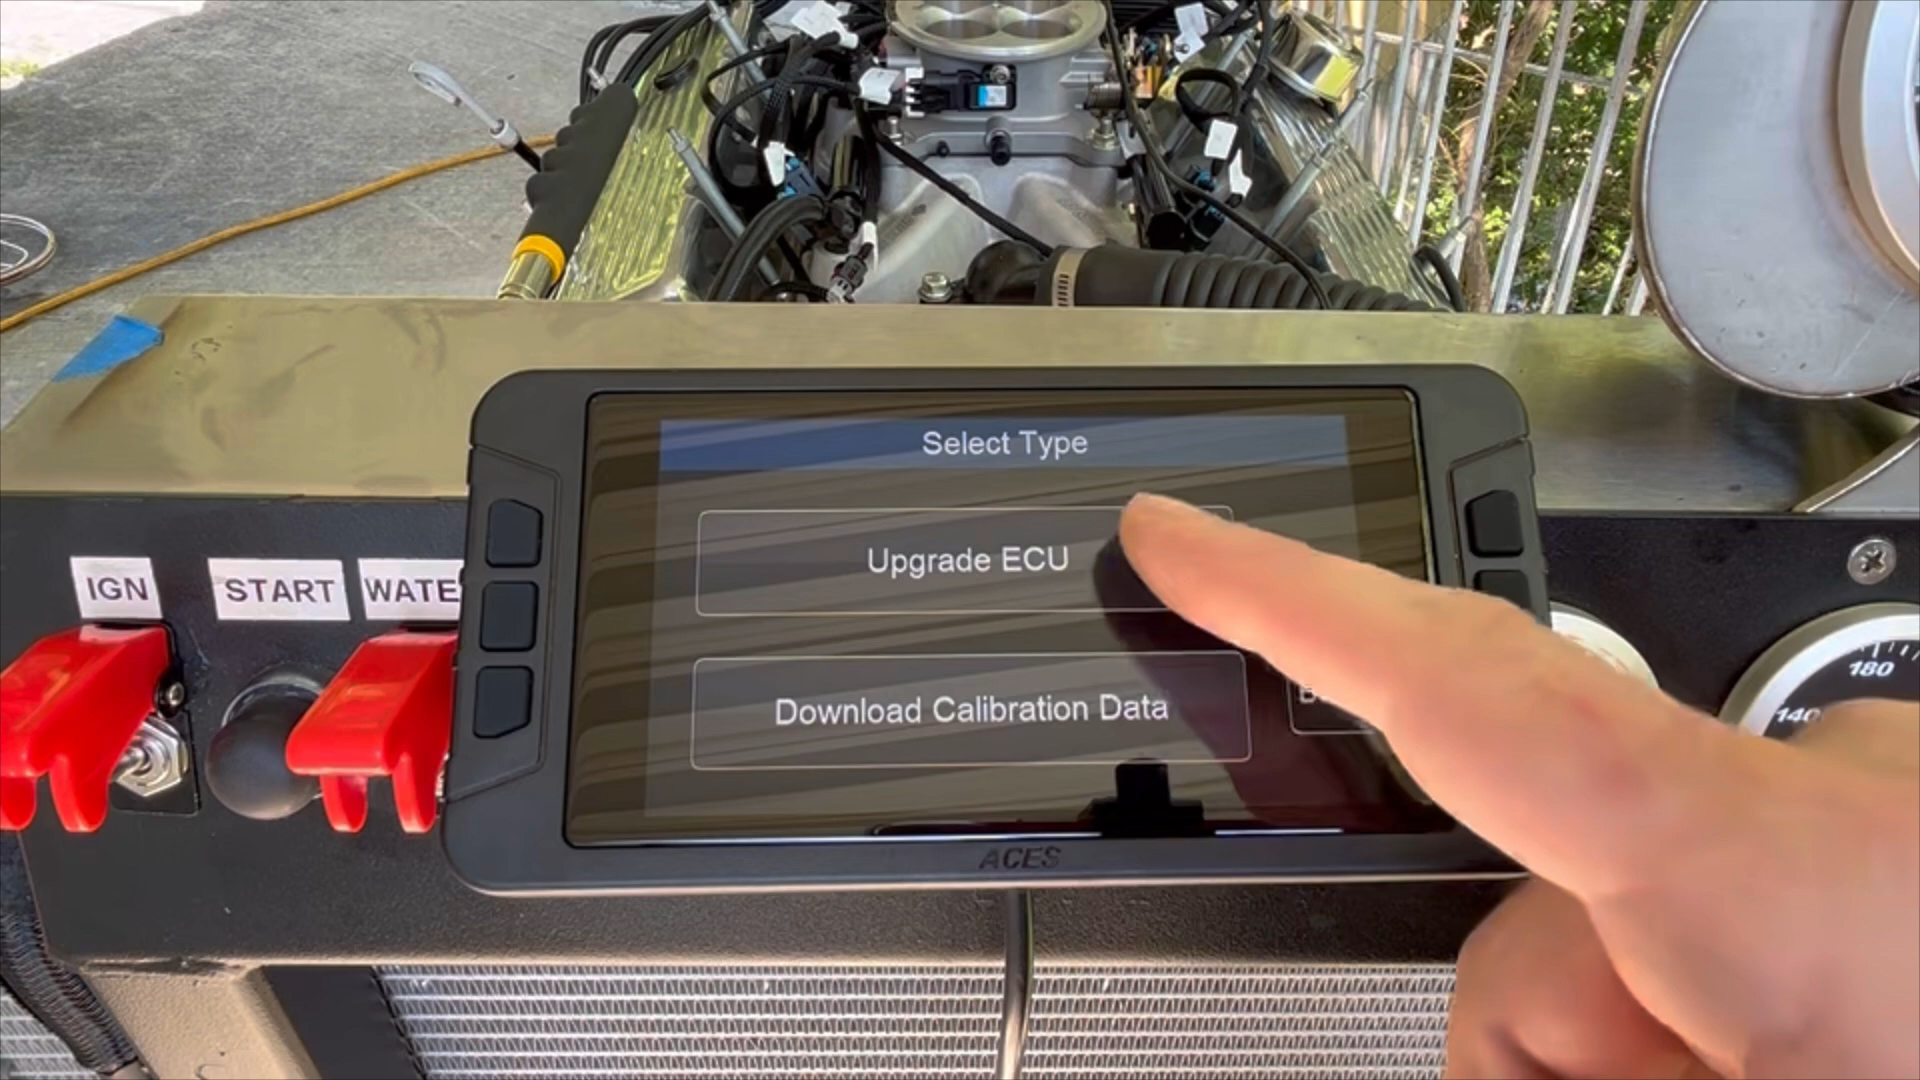 Select Type
Upgrade ECU
Download Calibration Data
IGN
START
WATE
ACES
180
140